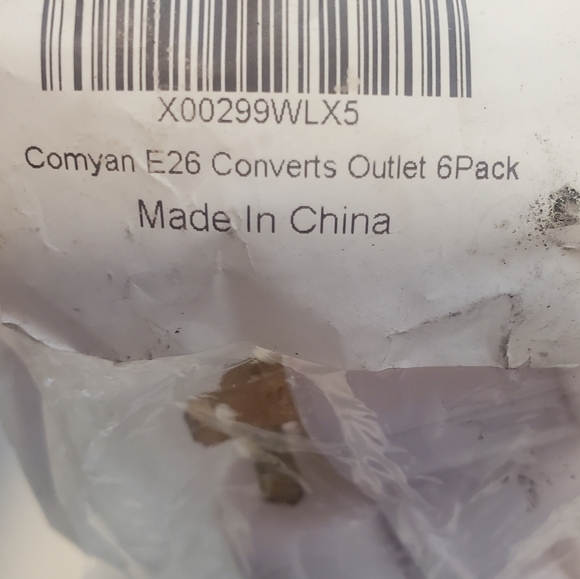 X00299WLX5
Comyan E26 Converts Outlet 6Pack
Made In China